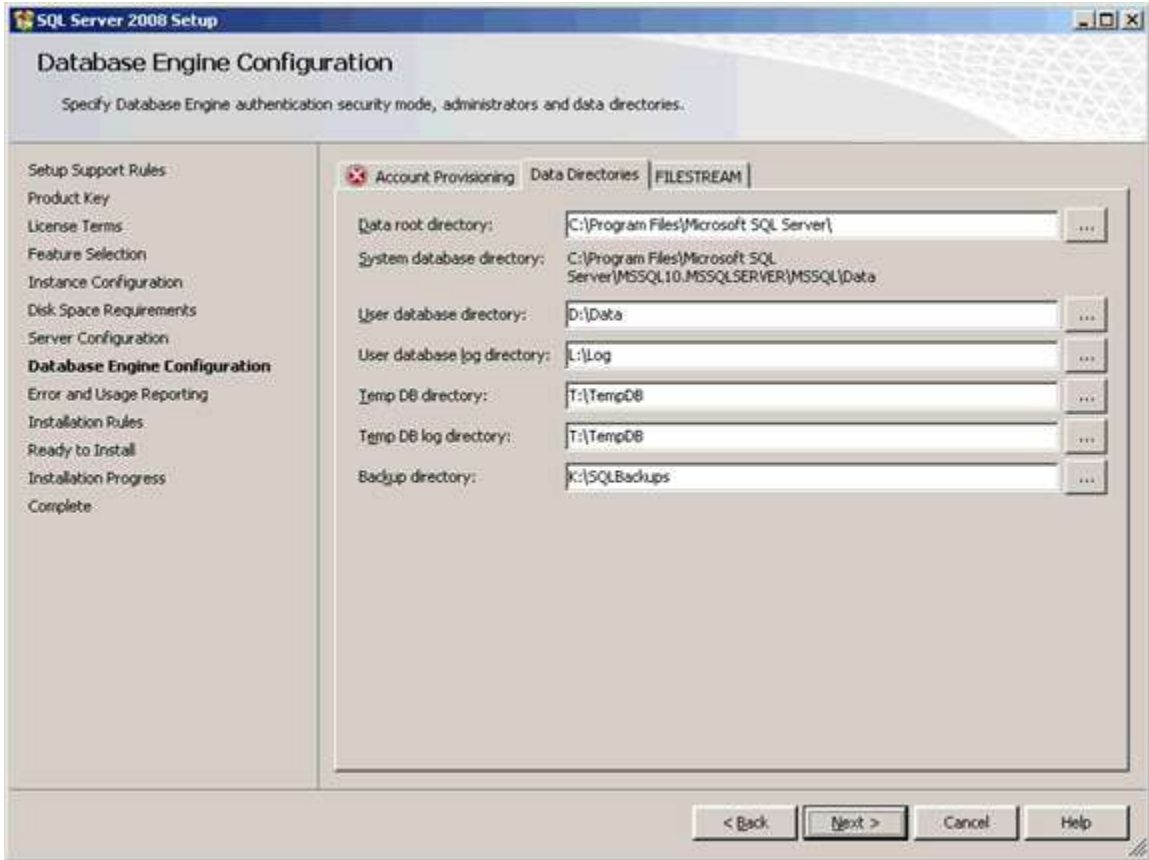 SQL Server 2008 Setup
Database Engine Configuration
Specify Database Engine authentication security mode, administrators and data directories.
Setup Support Rules
Product Key
License Terms
Feature Selection
Instance Configuration
Disk Space Requirements
Server Configuration
Database Engine Configuration
Error and Usage Reporting
Installation Rules
Ready to Install
Installation Progress
Complete
Account Provisioning Data Directories FILESTREAM
Data root directory: C:\Program Files\Microsoft SQL Server\ ...
System database directory: C:\Program Files\Microsoft SQL
Server\MSSQL10.MSSQLSERVER\MSSQL\Data
User database directory: D:\Data ...
User database log directory: L:\Log ...
Temp DB directory: T:\TempDB ...
Temp DB log directory: T:\TempDB ...
Backup directory: K:\SQLBackups ...
< Back Next > Cancel Help